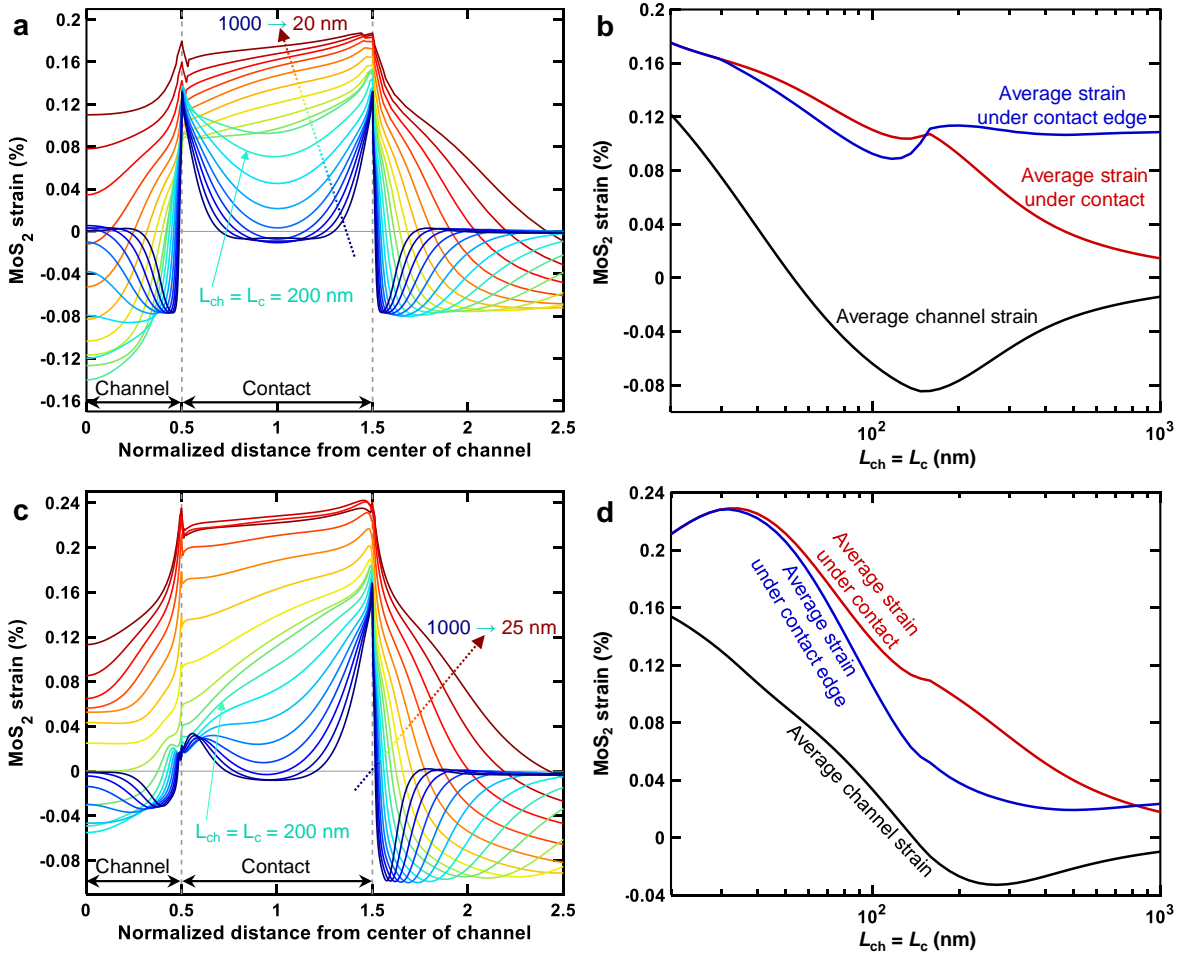 a
0.2
0.16
0.12
0.08
0.04
0
-0.04
-0.08
-0.12
-0.16
MoS2 strain (%)
1000 → 20 nm
Lch = Lc = 200 nm
Channel
Contact
0 0.5 1 1.5 2 2.5
Normalized distance from center of channel
b
0.2
0.16
0.12
0.08
0.04
0
-0.04
-0.08
MoS2 strain (%)
Average strain
under contact edge
Average strain
under contact
Average channel strain
10^2 10^3
Lch = Lc (nm)
c
0.24
0.2
0.16
0.12
0.08
0.04
0
-0.04
-0.08
MoS2 strain (%)
1000 → 25 nm
Lch = Lc = 200 nm
Channel
Contact
0 0.5 1 1.5 2 2.5
Normalized distance from center of channel
d
0.24
0.2
0.16
0.12
0.08
0.04
0
-0.04
MoS2 strain (%)
Average strain
under contact
Average strain
under contact edge
Average channel strain
10^2 10^3
Lch = Lc (nm)